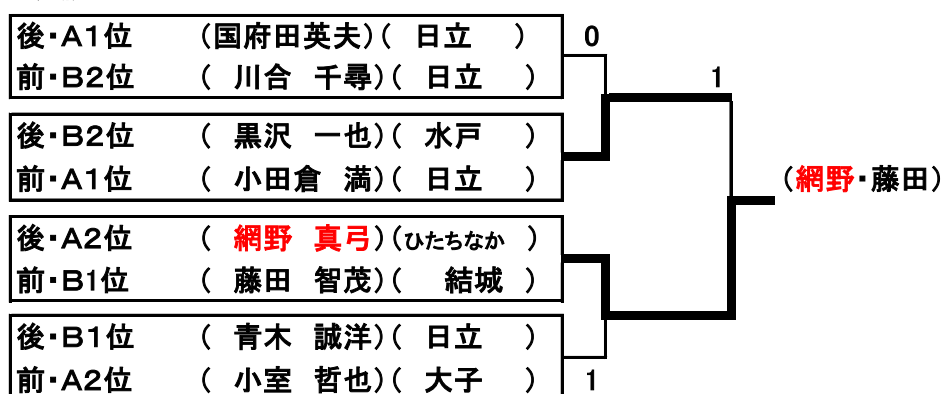 後・A1位 (国府田英夫)( 日立 ) 0
前・B2位 ( 川合 千尋)( 日立 ) 1
後・B2位 ( 黒沢 一也)( 水戸 )
前・A1位 ( 小田倉 満)( 日立 )
(網野・藤田)
後・A2位 ( 網野 真弓)(ひたちなか )
前・B1位 ( 藤田 智茂)( 結城 )
後・B1位 ( 青木 誠洋)( 日立 )
前・A2位 ( 小室 哲也)( 大子 ) 1